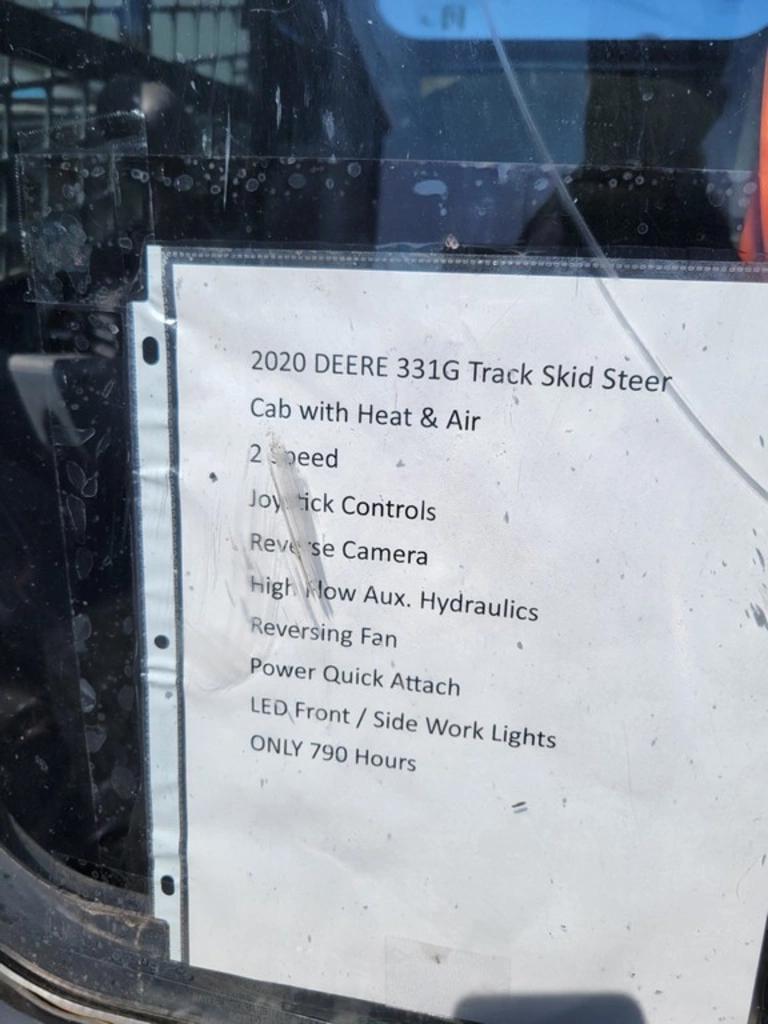 2020 DEERE 331G Track Skid Steer
Cab with Heat & Air
2 Speed
Joystick Controls
Reverse Camera
High Flow Aux. Hydraulics
Reversing Fan
Power Quick Attach
LED Front / Side Work Lights
ONLY 790 Hours